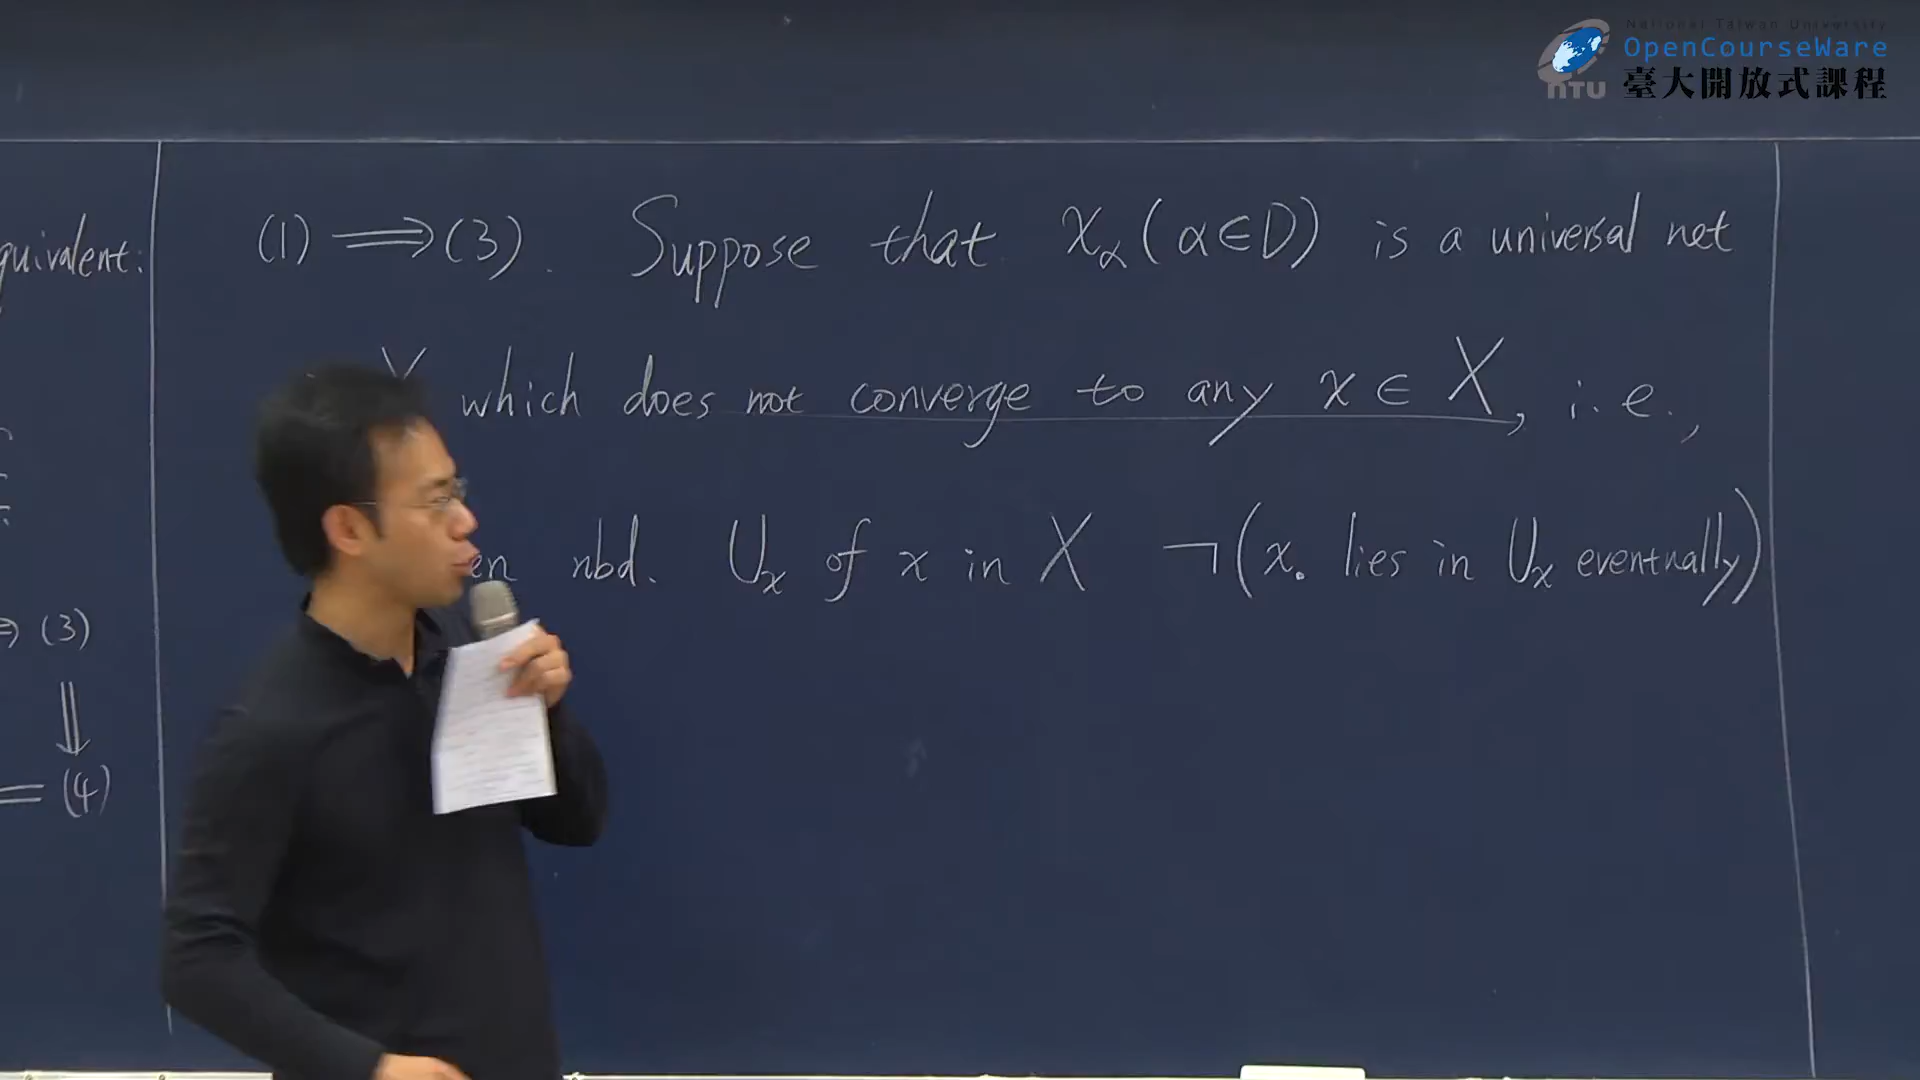 National Taiwan University
OpenCourseWare
NTU 臺大開放式課程
quivalent:
⇒ (3)
⇓
= (4)
(1) ⟹ (3). Suppose that x_α (α∈D) is a universal net
X which does not converge to any x ∈ X, i.e.,
en nbd. U_x of x in X ¬(x. lies in U_x eventually)